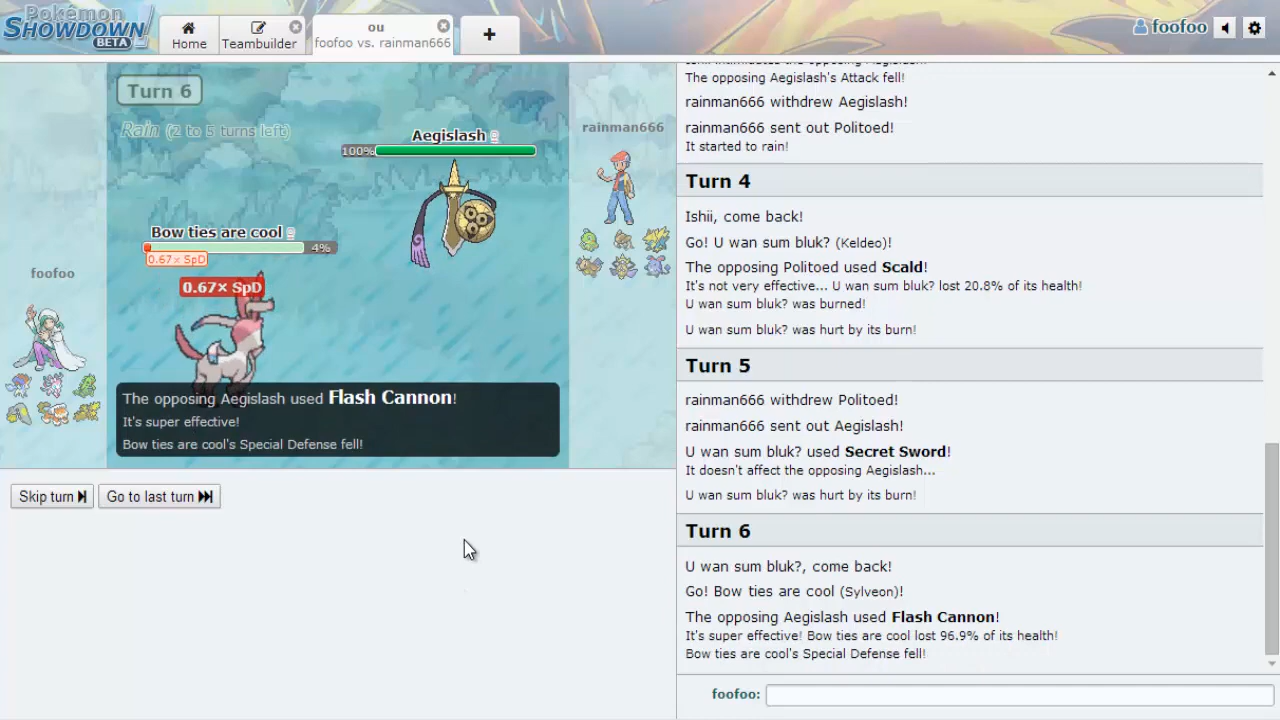 Pokémon
SHOWDOWN!
BETA
Home
Teambuilder
ou
foofoo vs. rainman666
foofoo
Turn 6
Rain (2 to 5 turns left)
Aegislash
100%
Bow ties are cool
4%
0.67× SpD
0.67× SpD
foofoo
rainman666
The opposing Aegislash used Flash Cannon!
It's super effective!
Bow ties are cool's Special Defense fell!
Skip turn
Go to last turn
The opposing Aegislash's Attack fell!
rainman666 withdrew Aegislash!
rainman666 sent out Politoed!
It started to rain!
Turn 4
Ishii, come back!
Go! U wan sum bluk? (Keldeo)!
The opposing Politoed used Scald!
It's not very effective... U wan sum bluk? lost 20.8% of its health!
U wan sum bluk? was burned!
U wan sum bluk? was hurt by its burn!
Turn 5
rainman666 withdrew Politoed!
rainman666 sent out Aegislash!
U wan sum bluk? used Secret Sword!
It doesn't affect the opposing Aegislash...
U wan sum bluk? was hurt by its burn!
Turn 6
U wan sum bluk?, come back!
Go! Bow ties are cool (Sylveon)!
The opposing Aegislash used Flash Cannon!
It's super effective! Bow ties are cool lost 96.9% of its health!
Bow ties are cool's Special Defense fell!
foofoo: